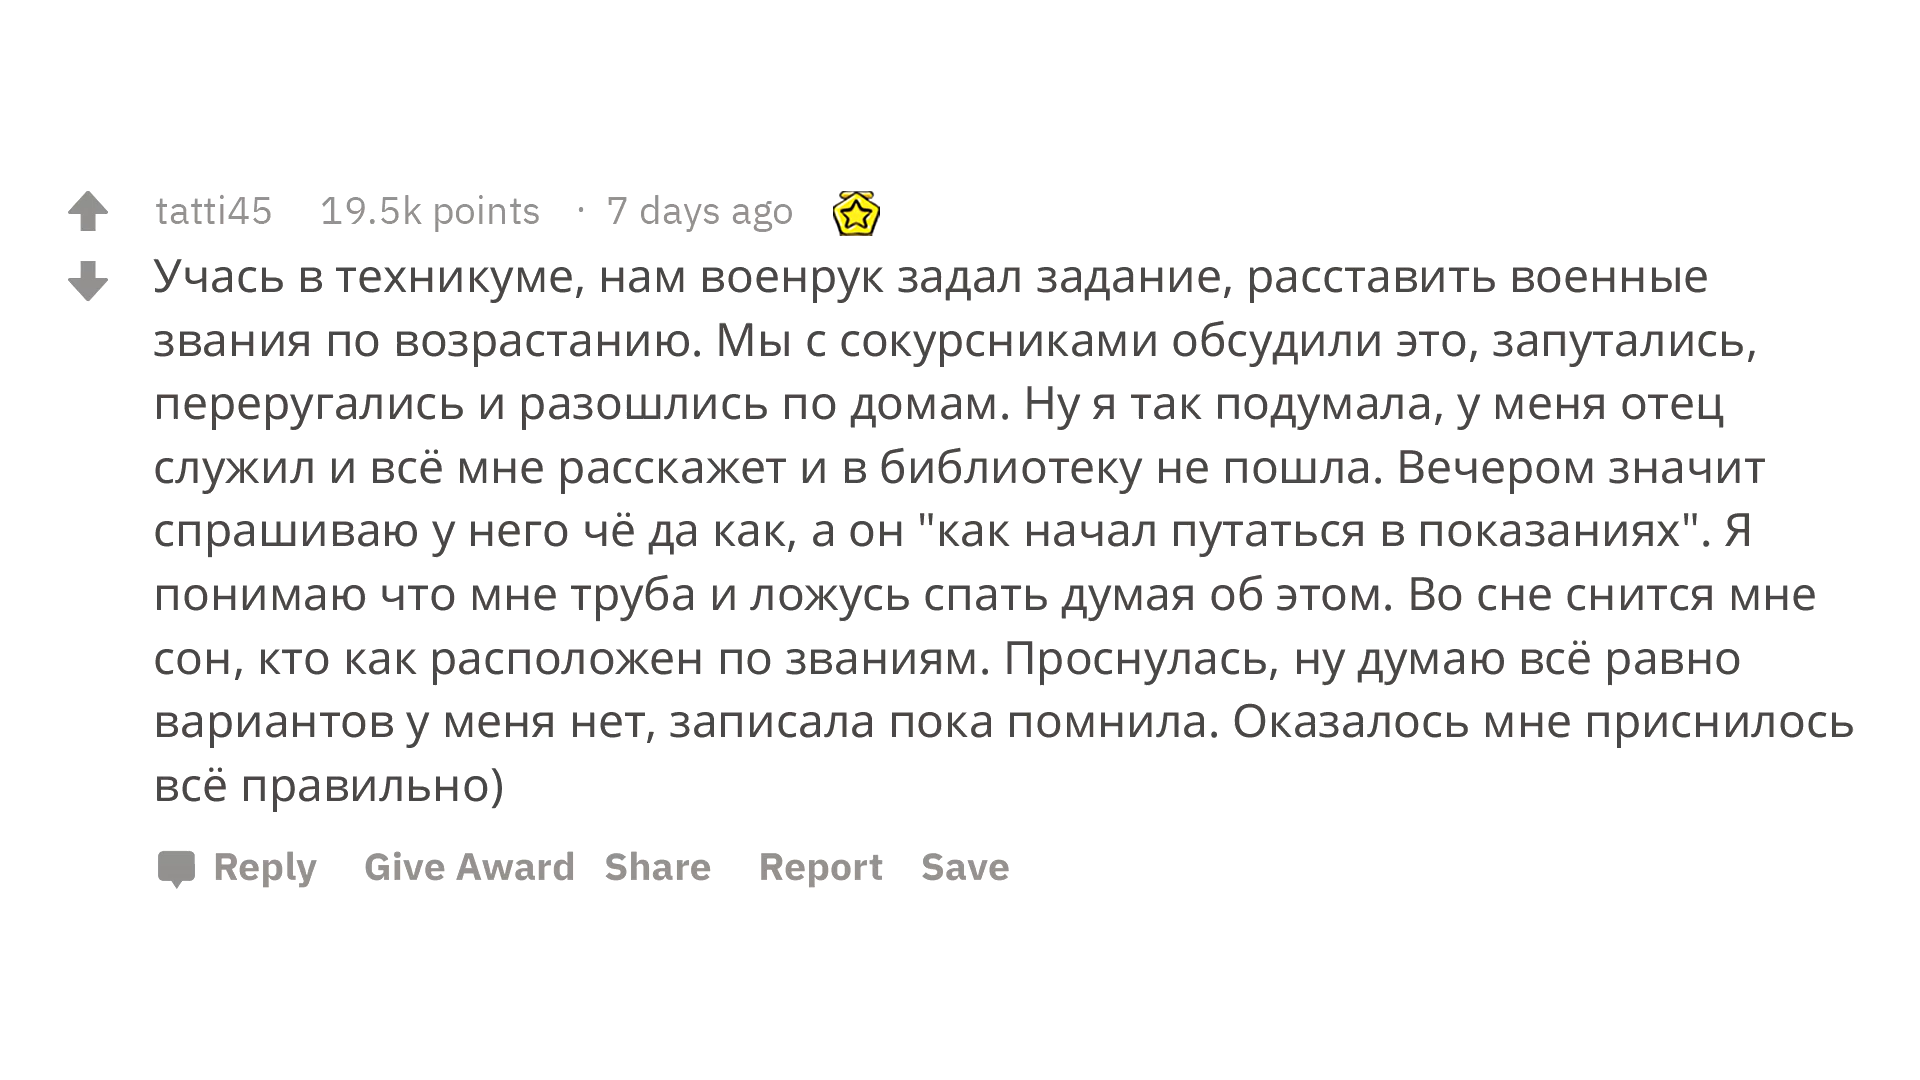 tatti45 19.5k points · 7 days ago
Учась в техникуме, нам военрук задал задание, расставить военные
звания по возрастанию. Мы с сокурсниками обсудили это, запутались,
переругались и разошлись по домам. Ну я так подумала, у меня отец
служил и всё мне расскажет и в библиотеку не пошла. Вечером значит
спрашиваю у него чё да как, а он "как начал путаться в показаниях". Я
понимаю что мне труба и ложусь спать думая об этом. Во сне снится мне
сон, кто как расположен по званиям. Проснулась, ну думаю всё равно
вариантов у меня нет, записала пока помнила. Оказалось мне приснилось
всё правильно)
Reply Give Award Share Report Save